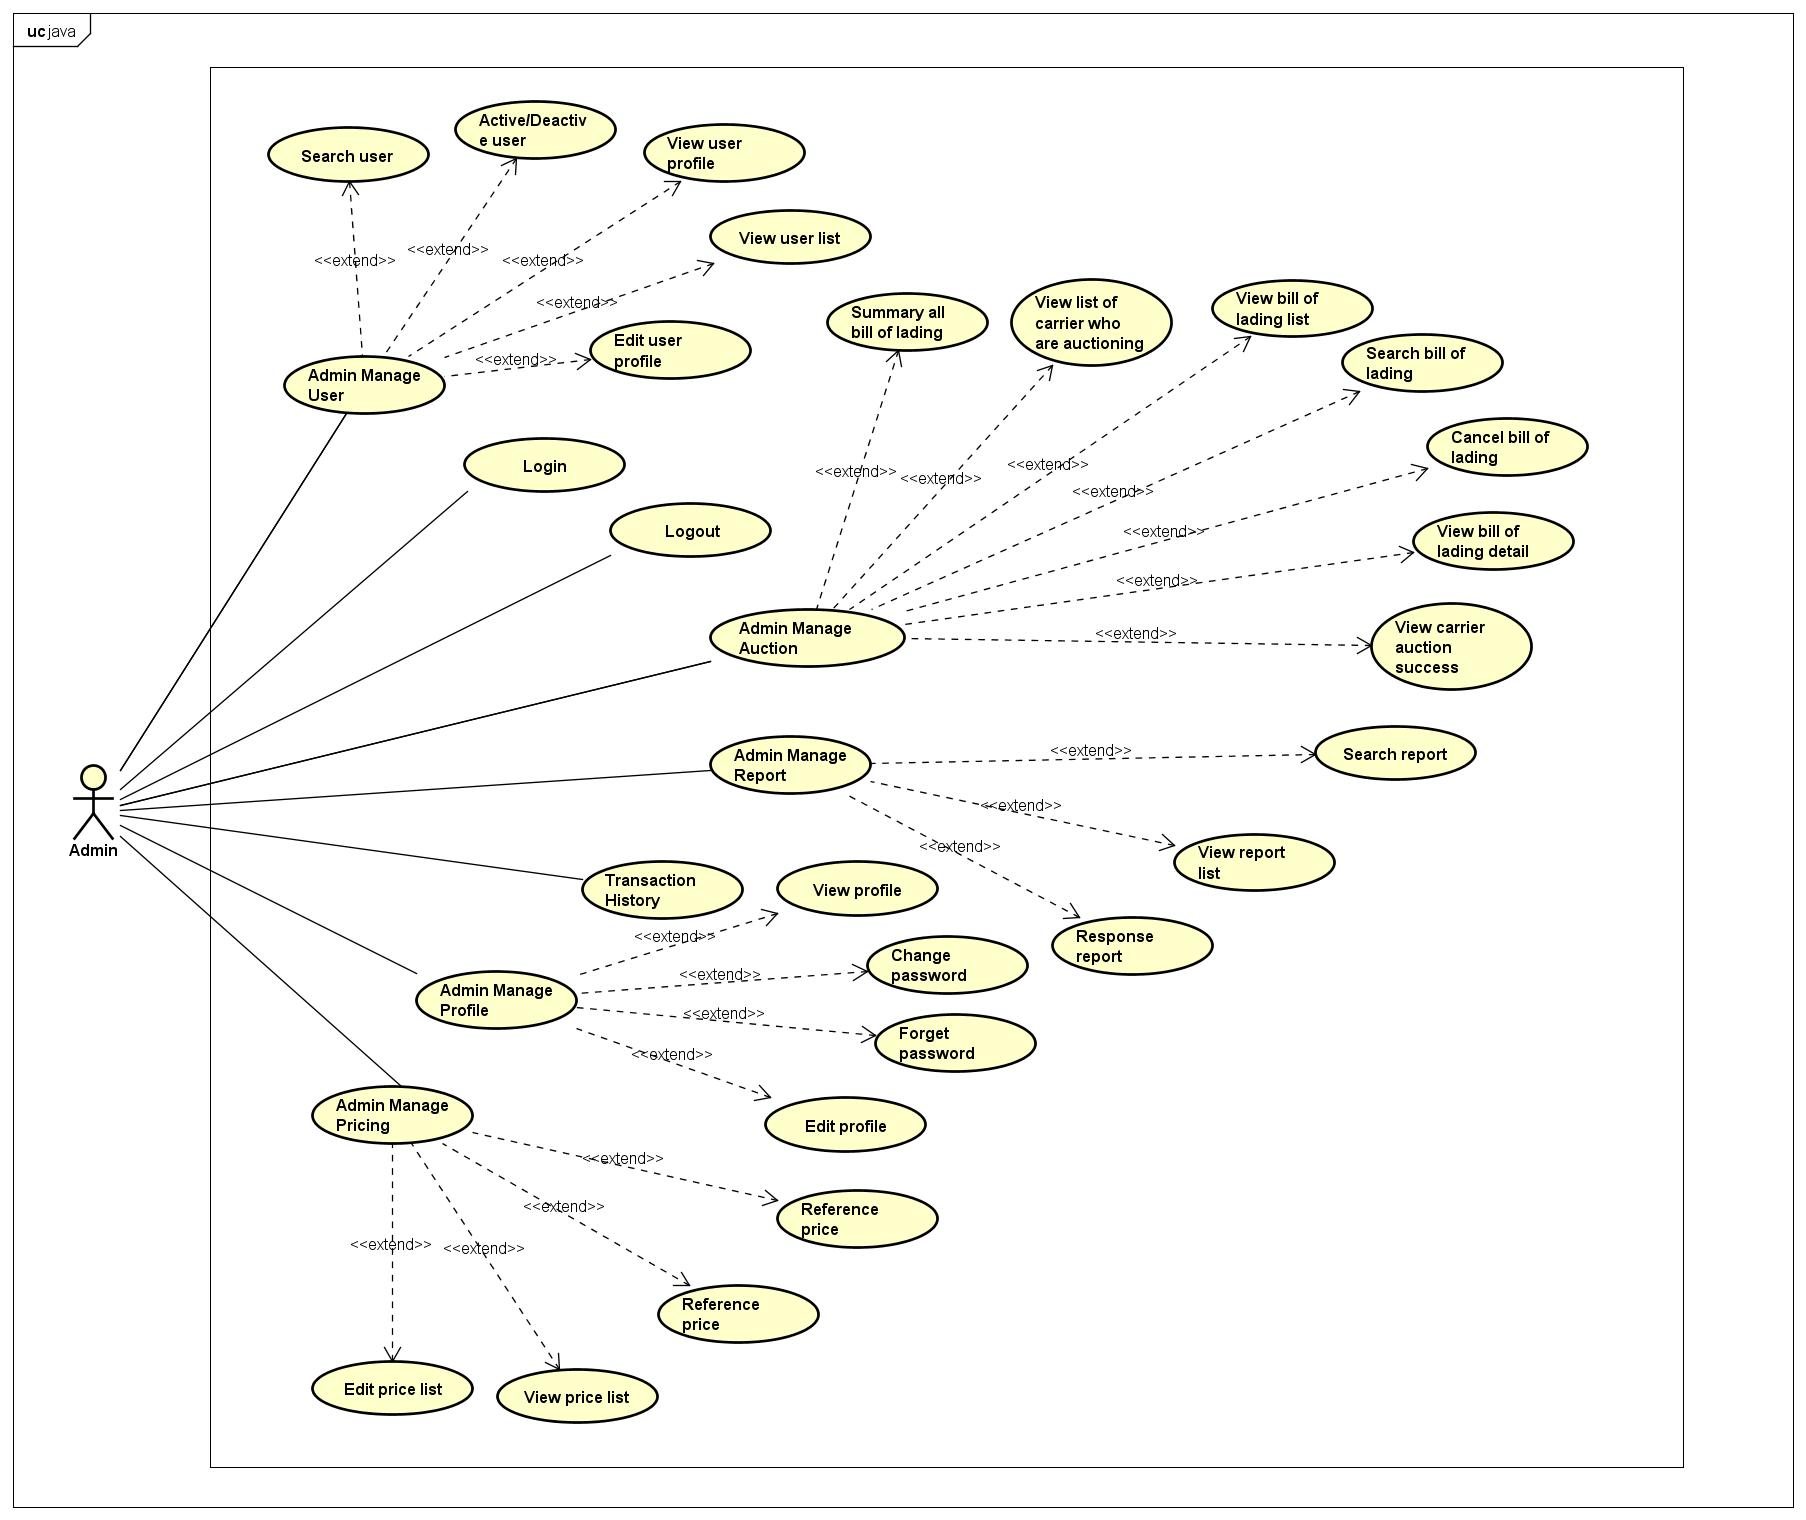 uc java
Search user
Active/Deactiv
e user
View user
profile
View user list
<<extend>>
<<extend>>
<<extend>>
<<extend>>
<<extend>>
Edit user
profile
Admin Manage
User
Summary all
bill of lading
View list of
carrier who
are auctioning
View bill of
lading list
Search bill of
lading
Cancel bill of
lading
View bill of
lading detail
View carrier
auction
success
<<extend>>
<<extend>>
<<extend>>
<<extend>>
<<extend>>
<<extend>>
<<extend>>
Login
Logout
Admin Manage
Auction
Admin Manage
Report
<<extend>>
<<extend>>
<<extend>>
Search report
View report
list
Response
report
Admin
Transaction
History
View profile
<<extend>>
<<extend>>
<<extend>>
<<extend>>
Change
password
Admin Manage
Profile
Forget
password
Edit profile
Admin Manage
Pricing
<<extend>>
<<extend>>
<<extend>>
<<extend>>
Reference
price
Reference
price
Edit price list
View price list